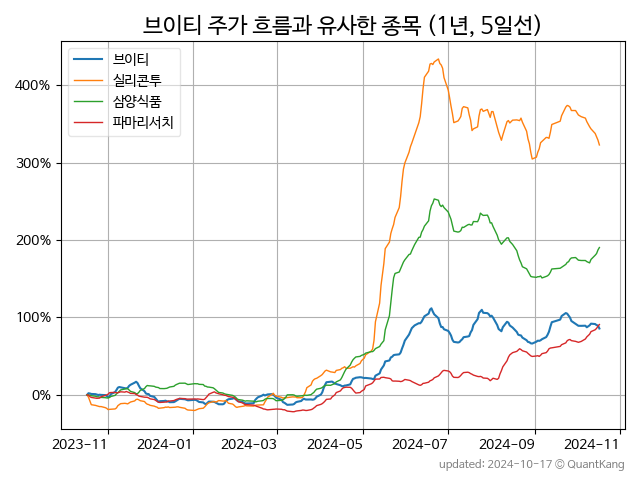 브이티 주가 흐름과 유사한 종목 (1년, 5일선)
브이티
실리콘투
삼양식품
파마리서치
400%
300%
200%
100%
0%
2023-11 2024-01 2024-03 2024-05 2024-07 2024-09 2024-11
updated: 2024-10-17 © QuantKang